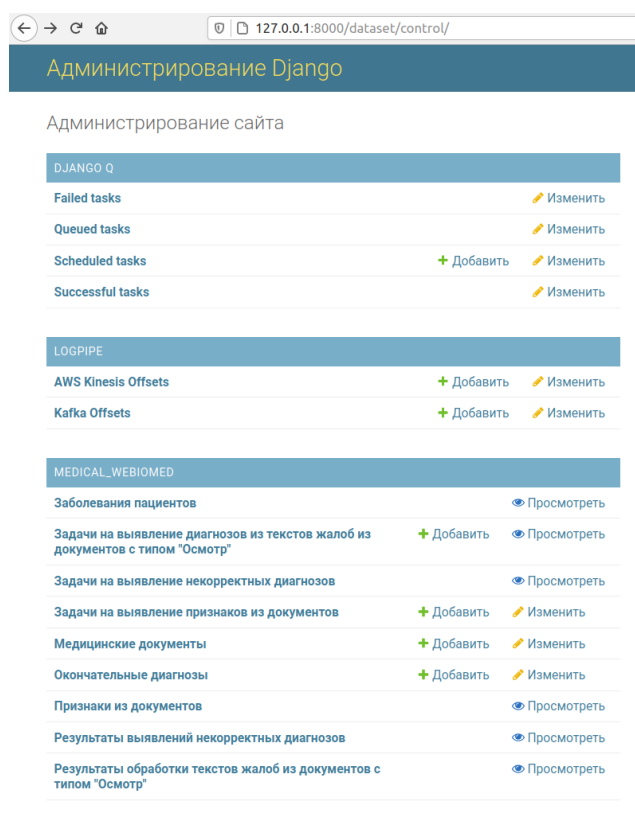 127.0.0.1:8000/dataset/control/
Администрирование Django
Администрирование сайта
DJANGO Q
Failed tasks Изменить
Queued tasks Изменить
Scheduled tasks Добавить Изменить
Successful tasks Изменить
LOGPIPE
AWS Kinesis Offsets Добавить Изменить
Kafka Offsets Добавить Изменить
MEDICAL_WEBIOMED
Заболевания пациентов Просмотреть
Задачи на выявление диагнозов из текстов жалоб из Добавить Просмотреть
документов с типом "Осмотр"
Задачи на выявление некорректных диагнозов Просмотреть
Задачи на выявление признаков из документов Добавить Изменить
Медицинские документы Добавить Изменить
Окончательные диагнозы Добавить Изменить
Признаки из документов Просмотреть
Результаты выявлений некорректных диагнозов Просмотреть
Результаты обработки текстов жалоб из документов с Просмотреть
типом "Осмотр"